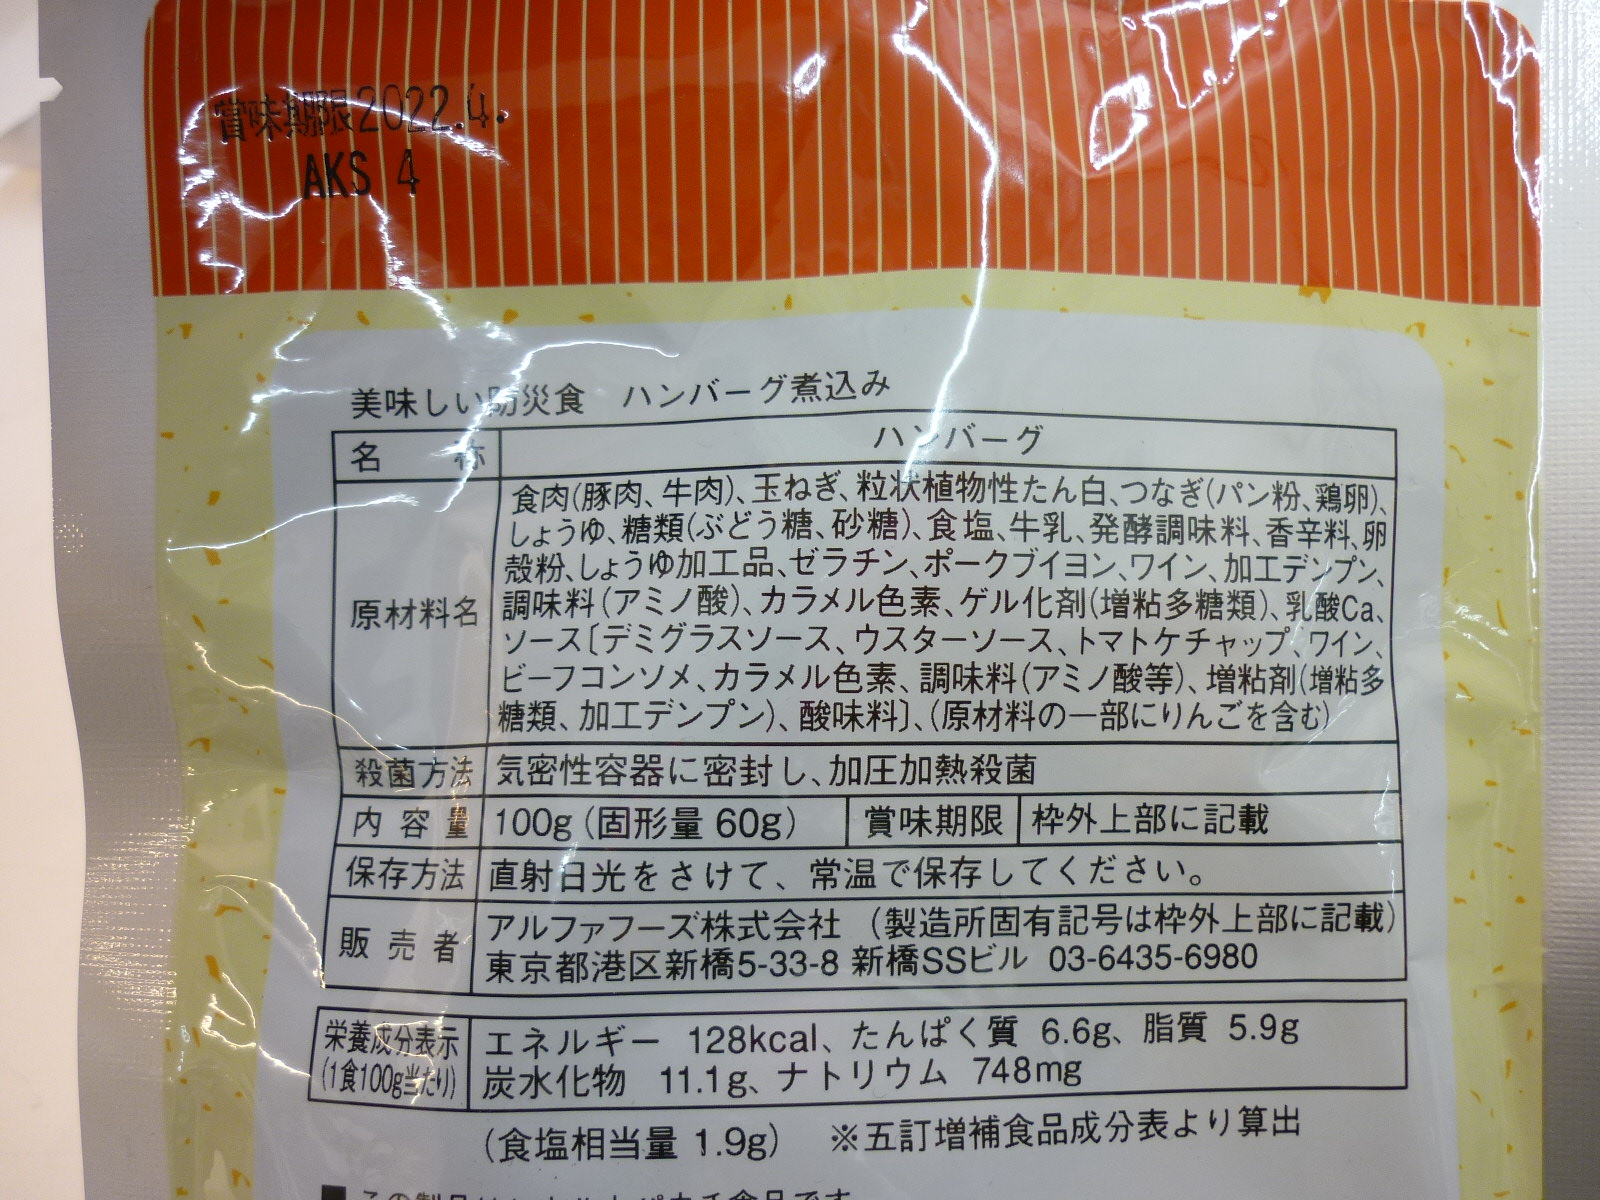 賞味期限2022.4.
AKS 4
美味しい防災食 ハンバーグ煮込み
名称 ハンバーグ
原材料名 食肉(豚肉、牛肉)、玉ねぎ、粒状植物性たん白、つなぎ(パン粉、鶏卵)、
しょうゆ、糖類(ぶどう糖、砂糖)、食塩、牛乳、発酵調味料、香辛料、卵
殻粉、しょうゆ加工品、ゼラチン、ポークブイヨン、ワイン、加工デンプン、
調味料(アミノ酸)、カラメル色素、ゲル化剤(増粘多糖類)、乳酸Ca、
ソース〔デミグラスソース、ウスターソース、トマトケチャップ、ワイン、
ビーフコンソメ、カラメル色素、調味料(アミノ酸等)、増粘剤(増粘多
糖類、加工デンプン)、酸味料〕、(原材料の一部にりんごを含む)
殺菌方法 気密性容器に密封し、加圧加熱殺菌
内容量 100g(固形量 60g) 賞味期限 枠外上部に記載
保存方法 直射日光をさけて、常温で保存してください。
販売者 アルファフーズ株式会社 (製造所固有記号は枠外上部に記載)
東京都港区新橋5-33-8 新橋SSビル 03-6435-6980
栄養成分表示 エネルギー 128kcal、たんぱく質 6.6g、脂質 5.9g
(1食100g当たり) 炭水化物 11.1g、ナトリウム 748mg
(食塩相当量 1.9g) ※五訂増補食品成分表より算出